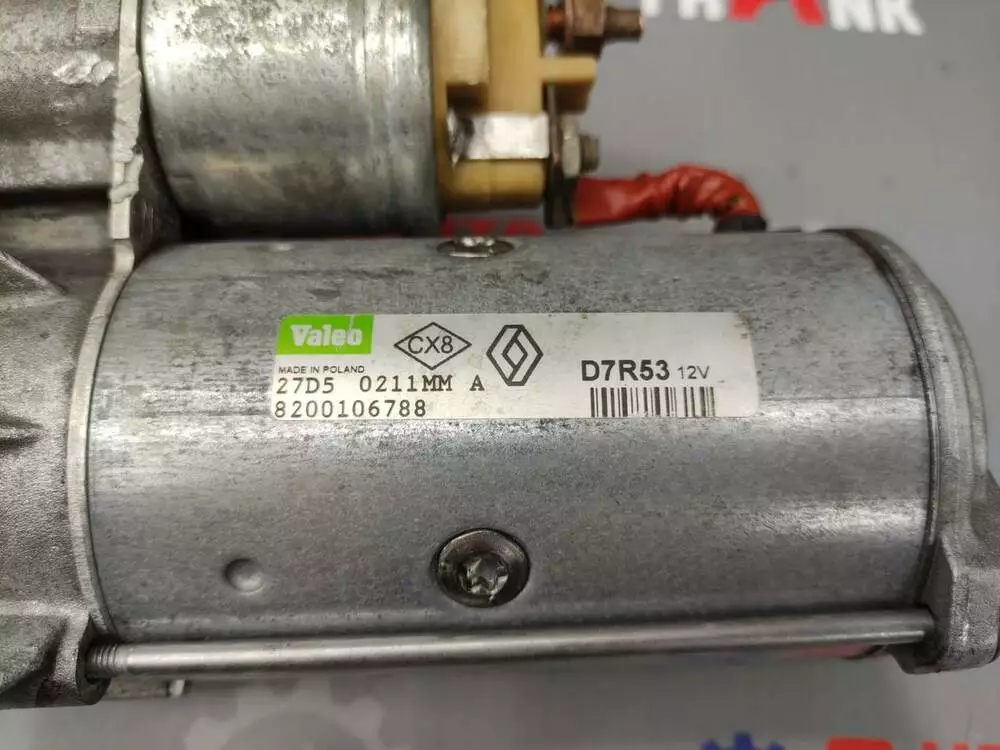 Valeo
CX8
MADE IN POLAND
27D5 0211MM A
8200106788
D7R53 12V